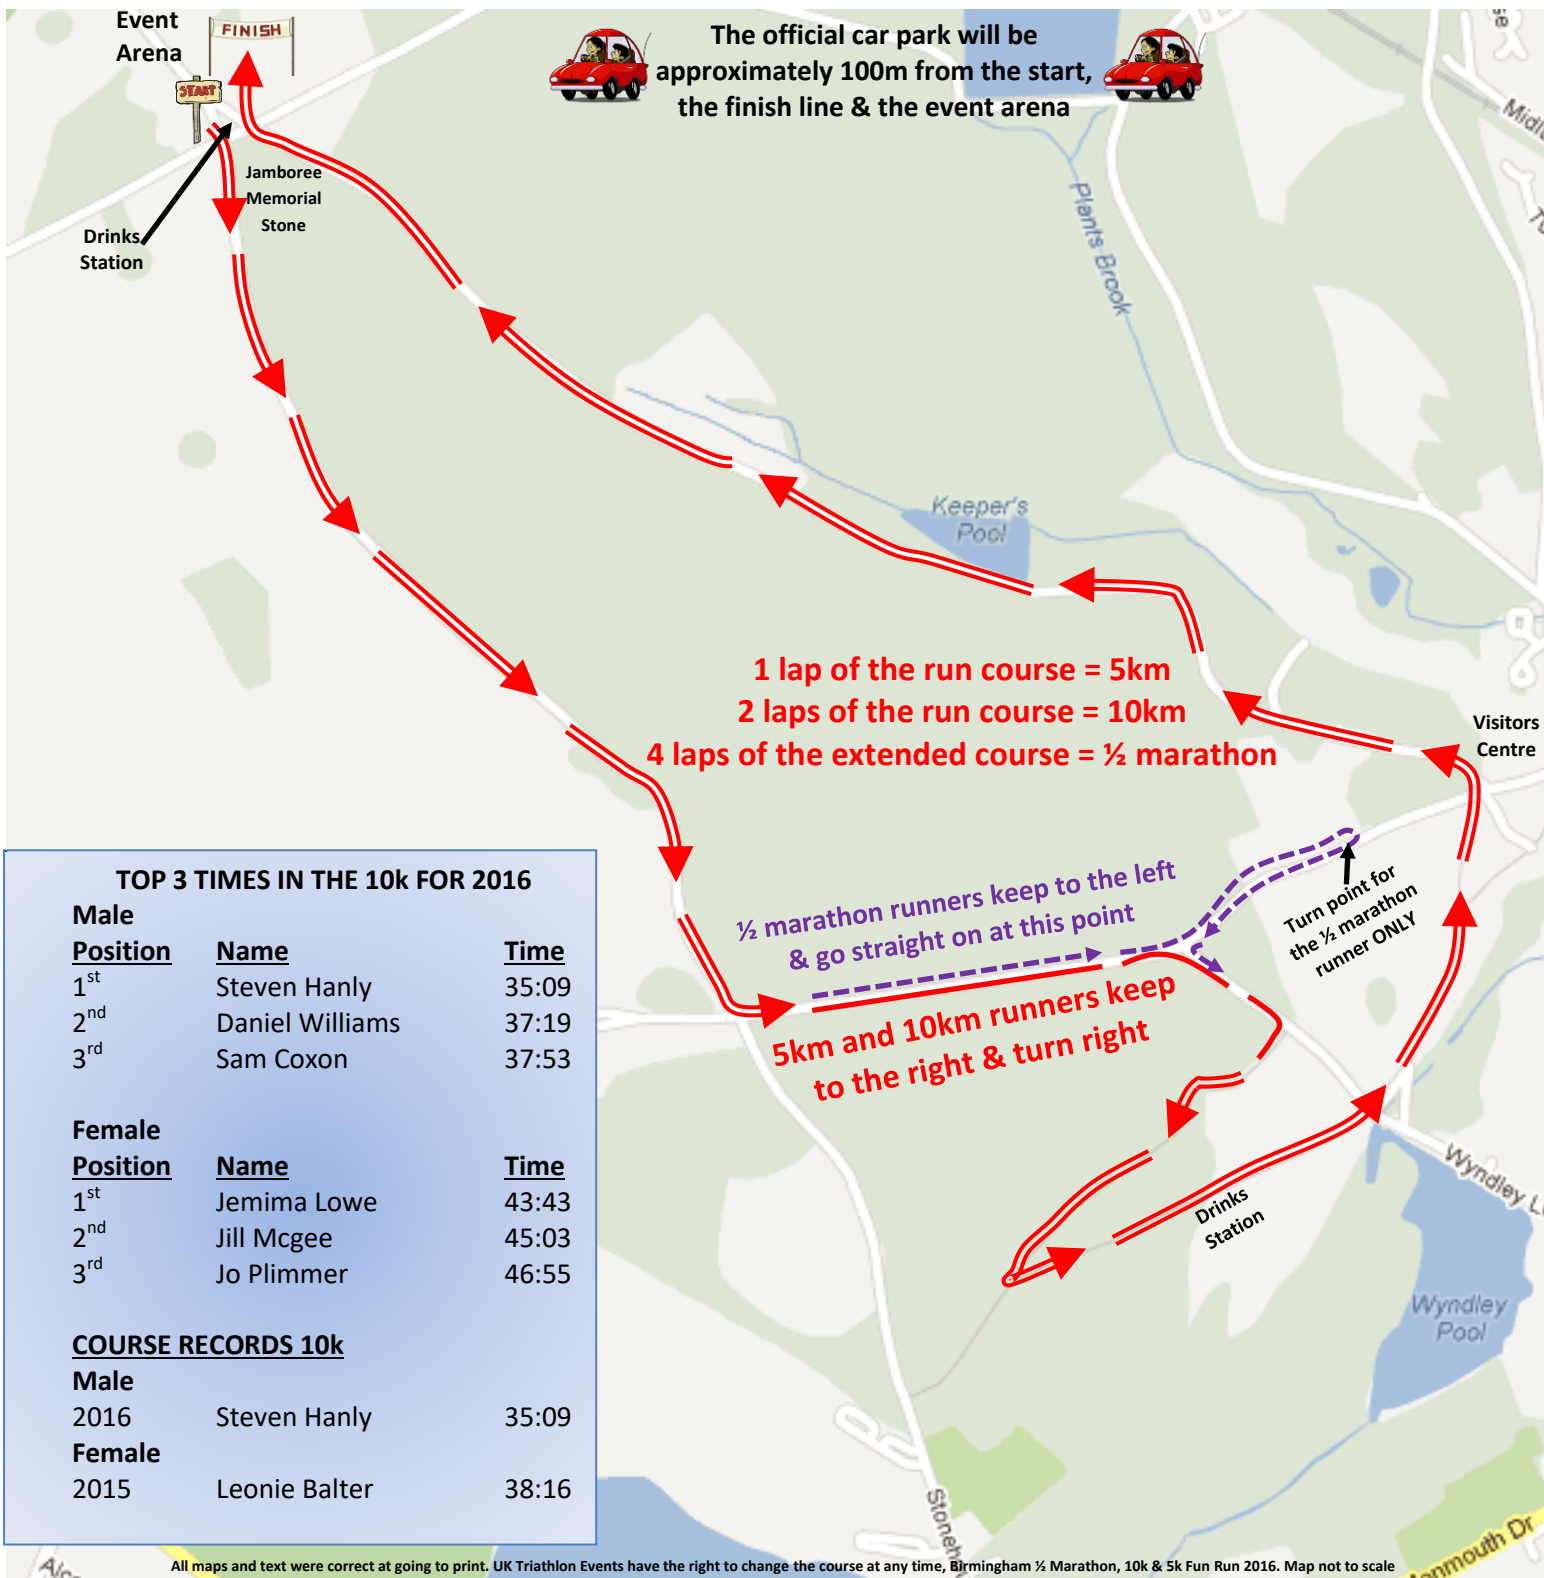 Event
Arena
FINISH
START
The official car park will be
approximately 100m from the start,
the finish line & the event arena
Jamboree
Memorial
Stone
Drinks
Station
Plants Brook
Keeper's
Pool
1 lap of the run course = 5km
2 laps of the run course = 10km
4 laps of the extended course = ½ marathon
Visitors
Centre
½ marathon runners keep to the left
& go straight on at this point
Turn point for
the ½ marathon
runner ONLY
5km and 10km runners keep
to the right & turn right
Drinks
Station
Wyndley L
Wyndley
Pool
TOP 3 TIMES IN THE 10k FOR 2016
Male
Position Name Time
1st Steven Hanly 35:09
2nd Daniel Williams 37:19
3rd Sam Coxon 37:53
Female
Position Name Time
1st Jemima Lowe 43:43
2nd Jill Mcgee 45:03
3rd Jo Plimmer 46:55
COURSE RECORDS 10k
Male
2016 Steven Hanly 35:09
Female
2015 Leonie Balter 38:16
Stoneh
onmouth Dr
All maps and text were correct at going to print. UK Triathlon Events have the right to change the course at any time, Birmingham ½ Marathon, 10k & 5k Fun Run 2016. Map not to scale